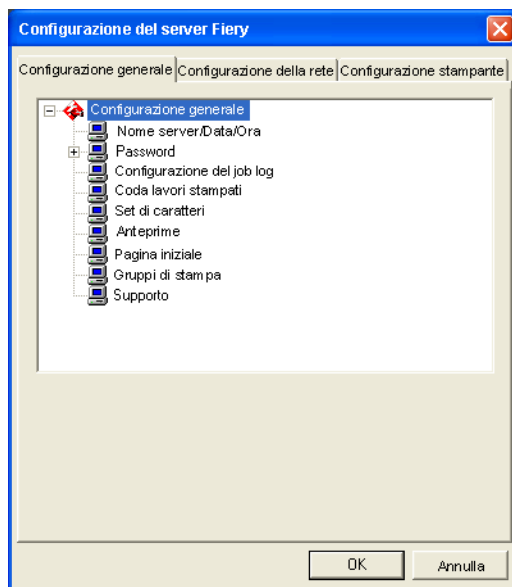 Configurazione del server Fiery
Configurazione generale Configurazione della rete Configurazione stampante
Configurazione generale
Nome server/Data/Ora
Password
Configurazione del job log
Coda lavori stampati
Set di caratteri
Anteprime
Pagina iniziale
Gruppi di stampa
Supporto
OK Annulla